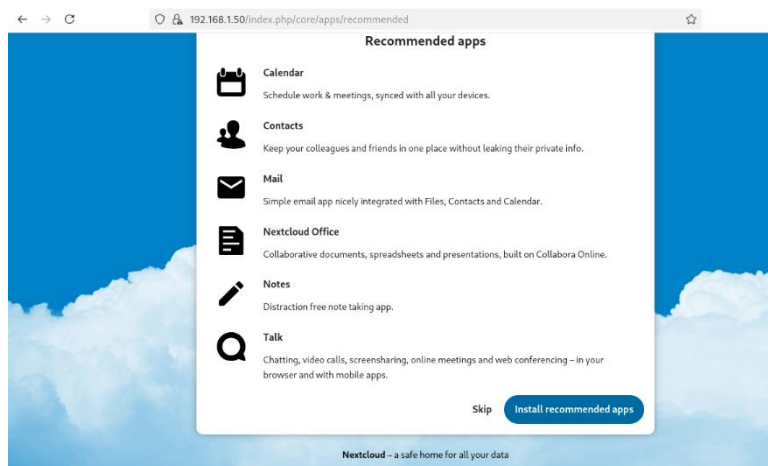 192.168.1.50/index.php/core/apps/recommended
Recommended apps
Calendar
Schedule work & meetings, synced with all your devices.
Contacts
Keep your colleagues and friends in one place without leaking their private info.
Mail
Simple email app nicely integrated with Files, Contacts and Calendar.
Nextcloud Office
Collaborative documents, spreadsheets and presentations, built on Collabora Online.
Notes
Distraction free note taking app.
Talk
Chatting, video calls, screensharing, online meetings and web conferencing – in your
browser and with mobile apps.
Skip Install recommended apps
Nextcloud – a safe home for all your data